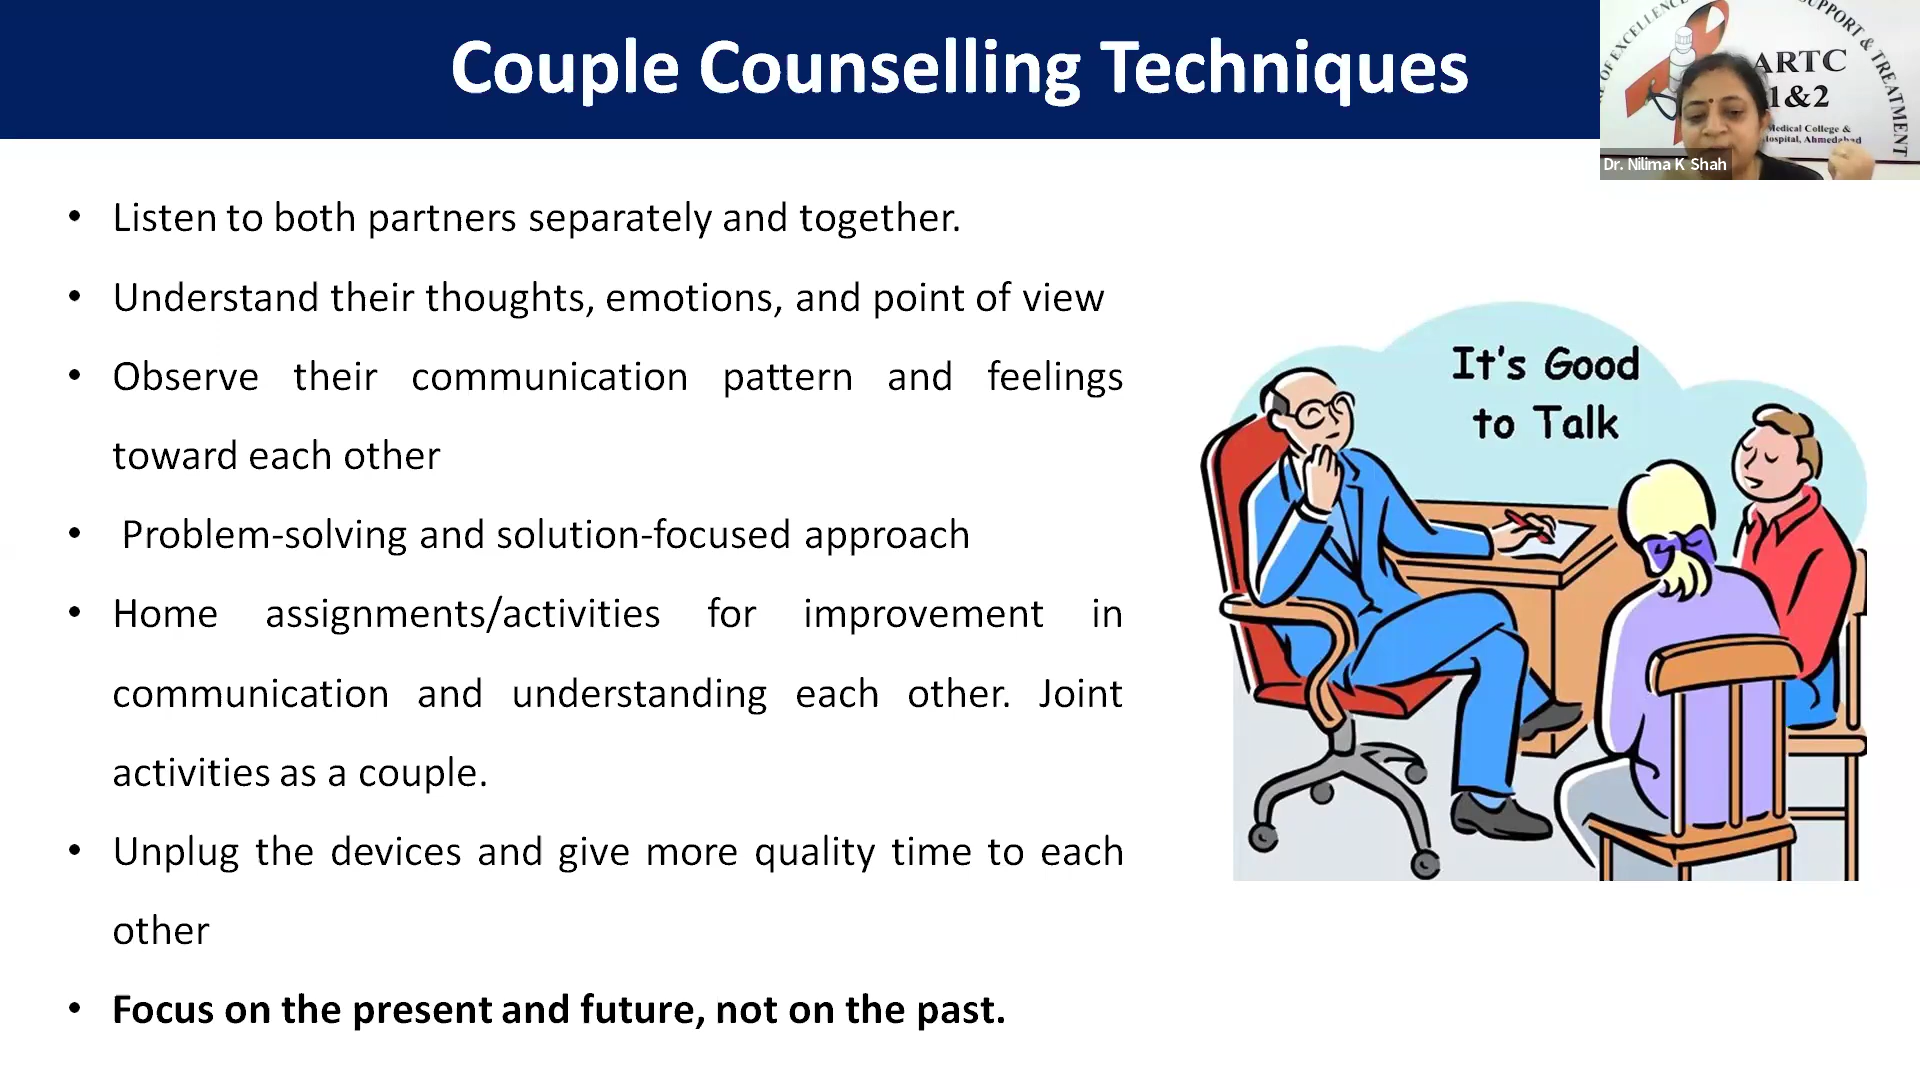 Couple Counselling Techniques
OF EXCELLENCE
SUPPORT & TREATMENT
ARTC
1&2
Medical College &
Hospital, Ahmedabad
Dr. Nilima K Shah
• Listen to both partners separately and together.
• Understand their thoughts, emotions, and point of view
• Observe their communication pattern and feelings
toward each other
• Problem-solving and solution-focused approach
• Home assignments/activities for improvement in
communication and understanding each other. Joint
activities as a couple.
• Unplug the devices and give more quality time to each
other
• Focus on the present and future, not on the past.
It's Good
to Talk